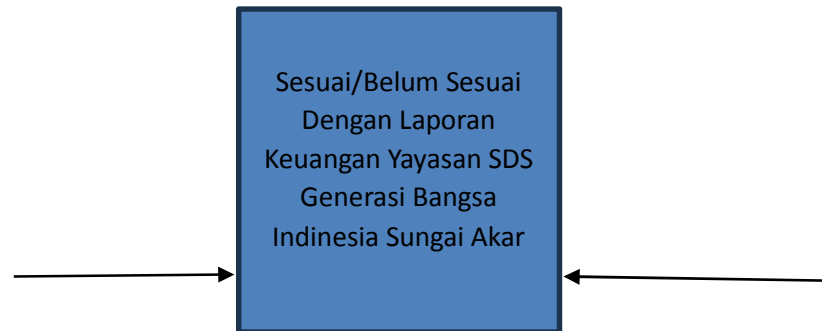 Sesuai/Belum Sesuai
Dengan Laporan
Keuangan Yayasan SDS
Generasi Bangsa
Indinesia Sungai Akar